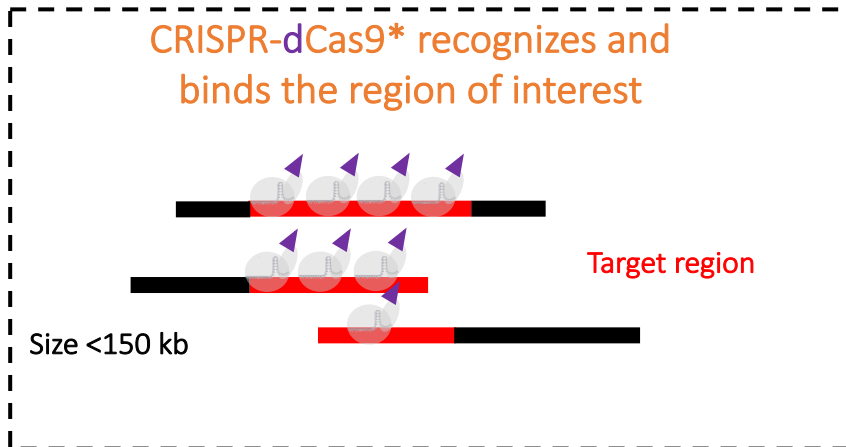 CRISPR-dCas9* recognizes and
binds the region of interest
Target region
Size <150 kb